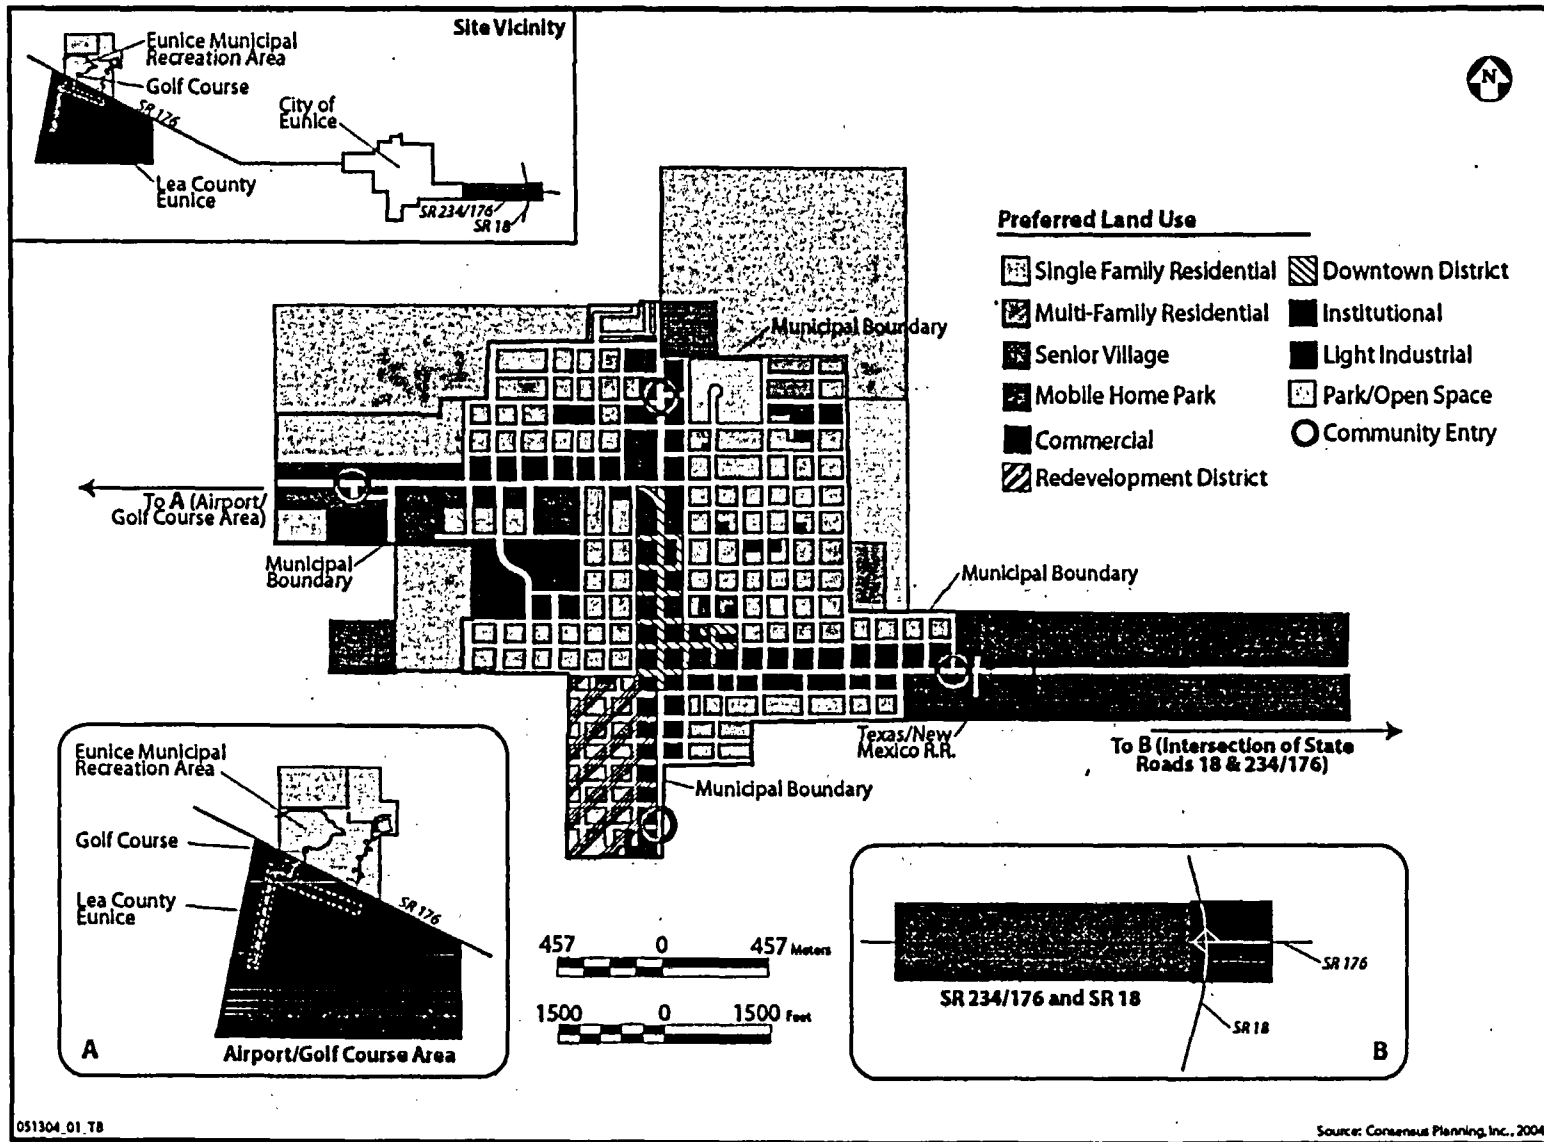 Site Vicinity
Eunice Municipal
Recreation Area
Golf Course
SR 176
City of
Eunice
Lea County
Eunice
SR 234/176
SR 18
N
Preferred Land Use
Single Family Residential
Multi-Family Residential
Senior Village
Mobile Home Park
Commercial
Redevelopment District
Downtown District
Institutional
Light Industrial
Park/Open Space
Community Entry
Municipal Boundary
To A (Airport/
Golf Course Area)
Municipal
Boundary
Municipal Boundary
Texas/New
Mexico R.R.
To B (Intersection of State
Roads 18 & 234/176)
Municipal Boundary
Eunice Municipal
Recreation Area
Golf Course
Lea County
Eunice
SR 176
A
Airport/Golf Course Area
457 0 457 Meters
1500 0 1500 Feet
SR 234/176 and SR 18
SR 176
SR 18
B
051304_01_TB
Source: Consensus Planning, Inc., 2004